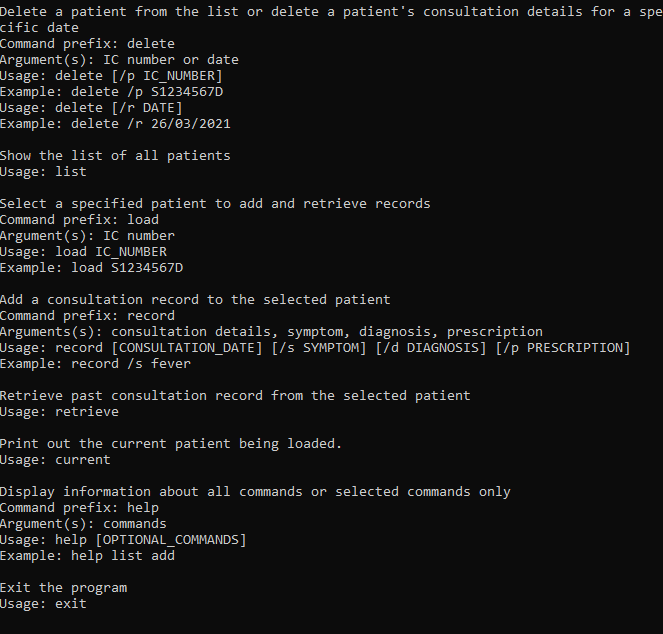 Delete a patient from the list or delete a patient's consultation details for a spe
cific date
Command prefix: delete
Argument(s): IC number or date
Usage: delete [/p IC_NUMBER]
Example: delete /p S1234567D
Usage: delete [/r DATE]
Example: delete /r 26/03/2021
Show the list of all patients
Usage: list
Select a specified patient to add and retrieve records
Command prefix: load
Argument(s): IC number
Usage: load IC_NUMBER
Example: load S1234567D
Add a consultation record to the selected patient
Command prefix: record
Arguments(s): consultation details, symptom, diagnosis, prescription
Usage: record [CONSULTATION_DATE] [/s SYMPTOM] [/d DIAGNOSIS] [/p PRESCRIPTION]
Example: record /s fever
Retrieve past consultation record from the selected patient
Usage: retrieve
Print out the current patient being loaded.
Usage: current
Display information about all commands or selected commands only
Command prefix: help
Argument(s): commands
Usage: help [OPTIONAL_COMMANDS]
Example: help list add
Exit the program
Usage: exit